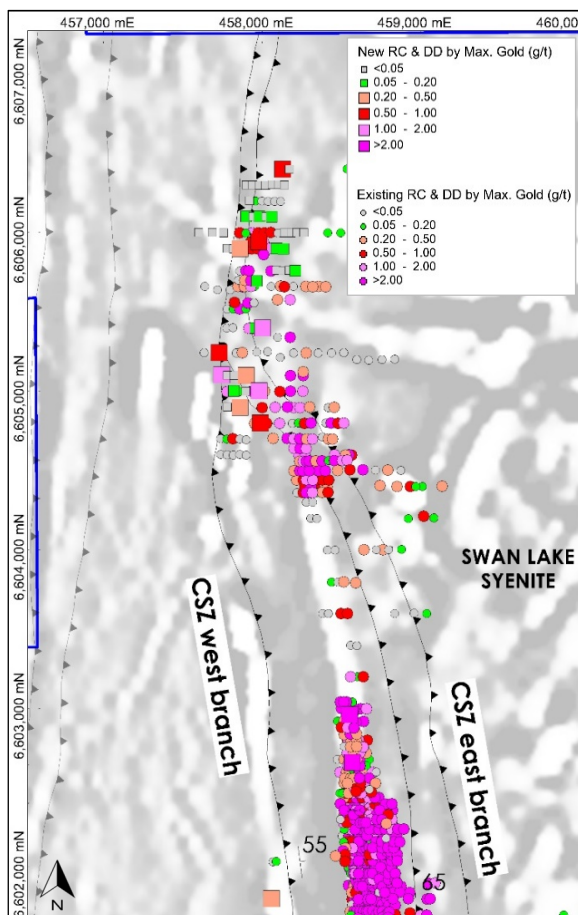 457,000 mE
458,000 mE
459,000 mE
460,0
6,607,000 mN
6,606,000 mN
6,605,000 mN
6,604,000 mN
6,603,000 mN
6,602,000 mN
New RC & DD by Max. Gold (g/t)
<0.05
0.05 - 0.20
0.20 - 0.50
0.50 - 1.00
1.00 - 2.00
>2.00
Existing RC & DD by Max. Gold (g/t)
<0.05
0.05 - 0.20
0.20 - 0.50
0.50 - 1.00
1.00 - 2.00
>2.00
SWAN LAKE
SYENITE
CSZ west branch
CSZ east branch
55
65